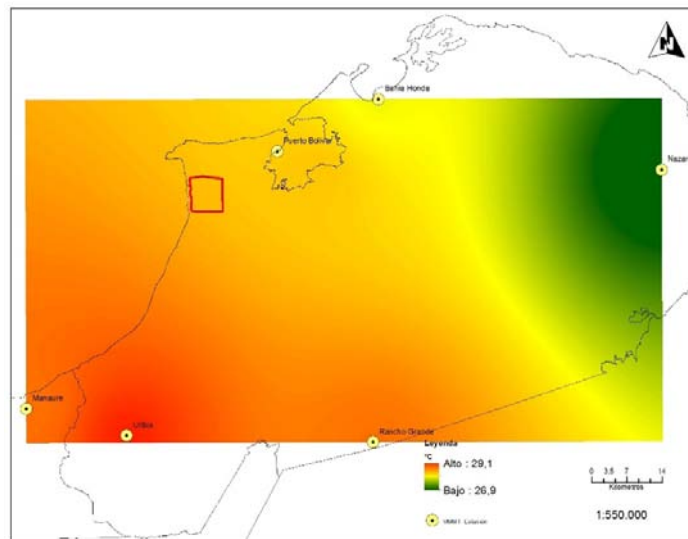 N
Bahia Honda
Puerto Bolivar
Nazar
Manaure
Uribia
Rancho Grande
Leyenda
°C
Alto : 29,1
Bajo : 26,9
0 3.5 7 14
Kilometros
1:550.000